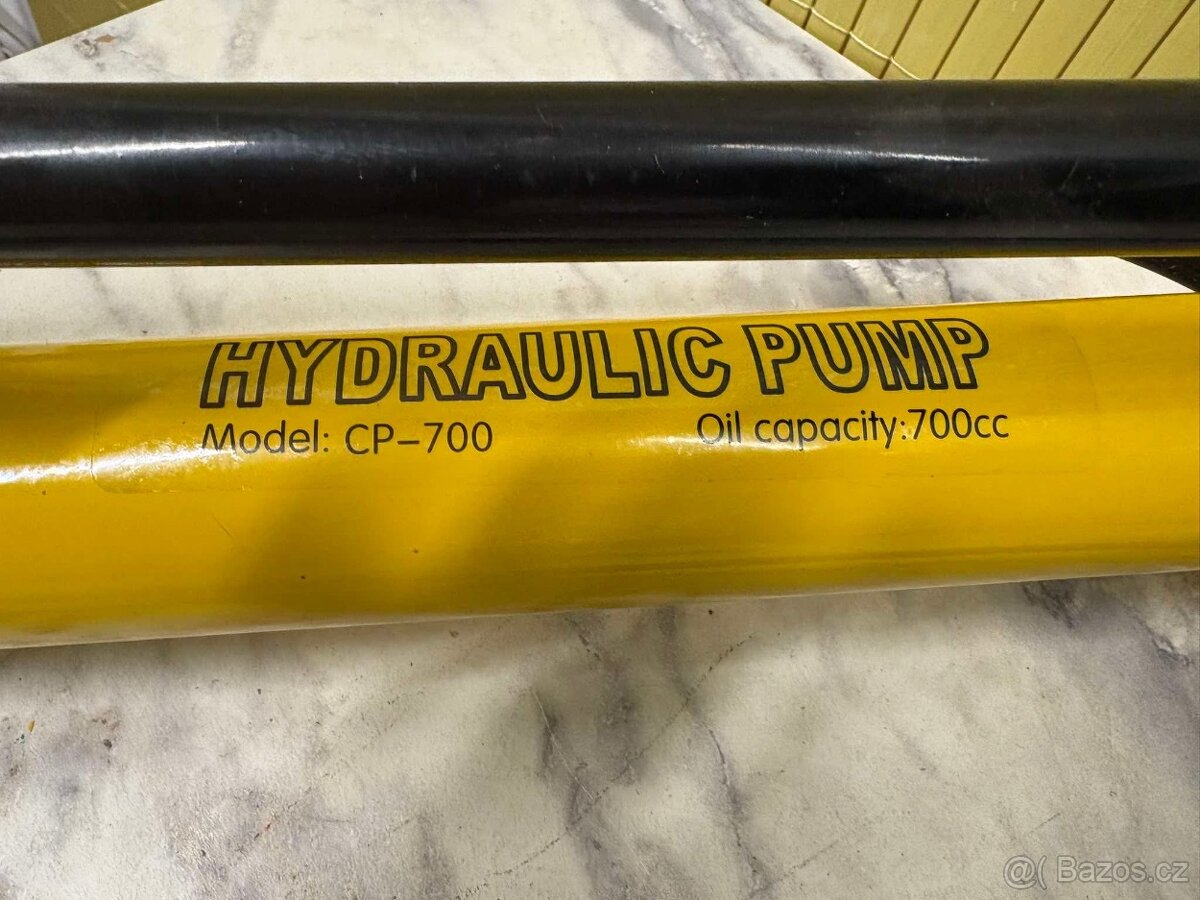 HYDRAULIC PUMP
Model: CP-700 Oil capacity:700cc
@( Bazos.cz